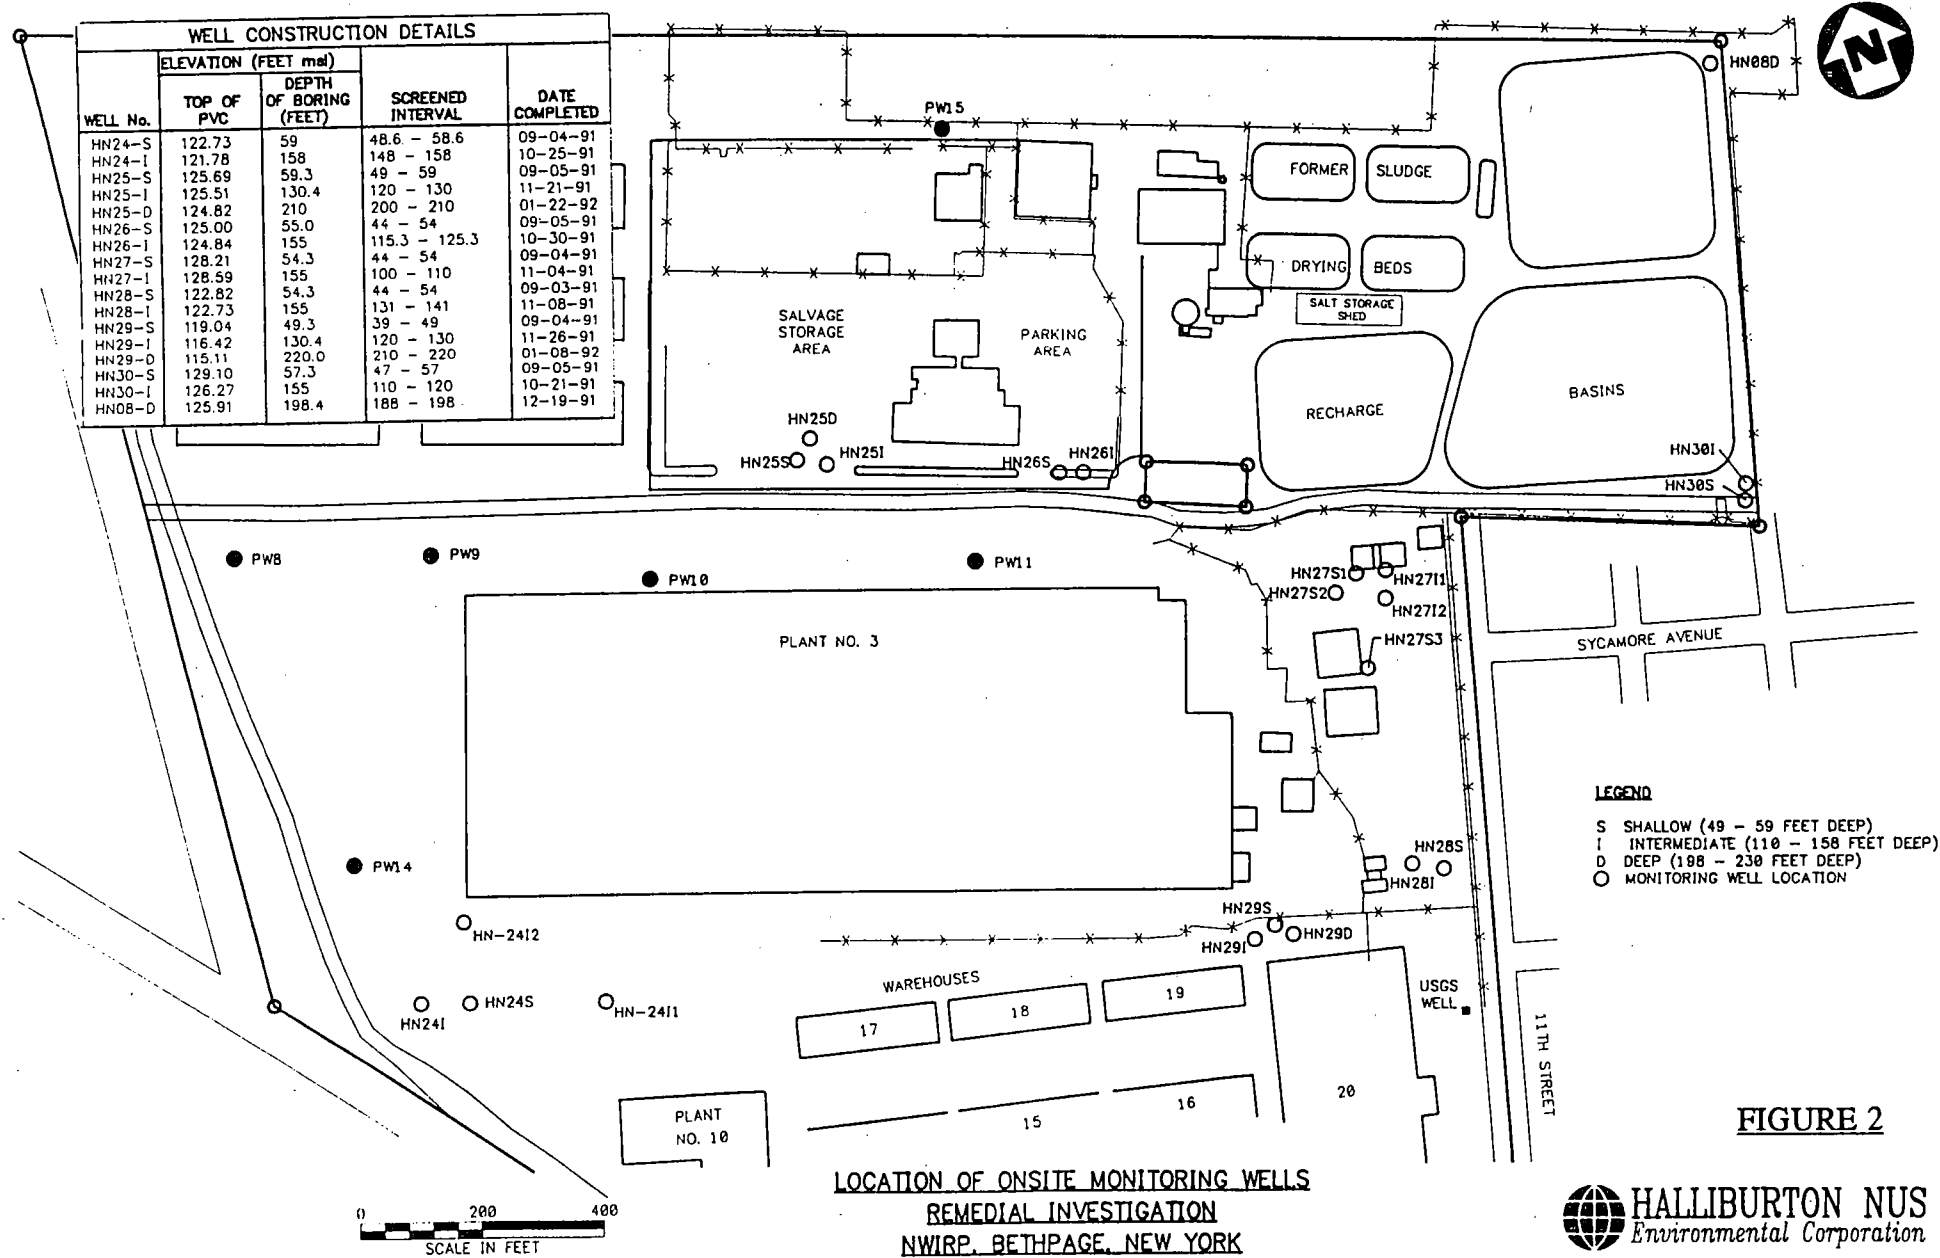 WELL CONSTRUCTION DETAILS
ELEVATION (FEET msl)
WELL No. TOP OF PVC DEPTH OF BORING (FEET) SCREENED INTERVAL DATE COMPLETED
HN24-S 122.73 59 48.6 - 58.6 09-04-91
HN24-I 121.78 158 148 - 158 10-25-91
HN25-S 125.69 59.3 49 - 59 09-05-91
HN25-I 125.51 130.4 120 - 130 11-21-91
HN25-D 124.82 210 200 - 210 01-22-92
HN26-S 125.00 55.0 44 - 54 09-05-91
HN26-I 124.84 155 115.3 - 125.3 10-30-91
HN27-S 128.21 54.3 44 - 54 09-04-91
HN27-I 128.59 155 100 - 110 11-04-91
HN28-S 122.82 54.3 44 - 54 09-03-91
HN28-I 122.73 155 131 - 141 11-08-91
HN29-S 119.04 49.3 39 - 49 09-04-91
HN29-I 116.42 130.4 120 - 130 11-26-91
HN29-D 115.11 220.0 210 - 220 01-08-92
HN30-S 129.10 57.3 47 - 57 09-05-91
HN30-I 126.27 155 110 - 120 10-21-91
HN08-D 125.91 198.4 188 - 198 12-19-91
N
HN08D
PW15
FORMER SLUDGE
DRYING BEDS
SALT STORAGE
SHED
SALVAGE
STORAGE
AREA
PARKING
AREA
RECHARGE
BASINS
HN25D
HN25S
HN25I
HN26S
HN26I
HN30I
HN30S
PW8
PW9
PW10
PW11
HN27S1
HN27I1
HN27S2
HN27I2
HN27S3
PLANT NO. 3
SYCAMORE AVENUE
LEGEND
S SHALLOW (49 - 59 FEET DEEP)
I INTERMEDIATE (110 - 158 FEET DEEP)
D DEEP (198 - 230 FEET DEEP)
O MONITORING WELL LOCATION
PW14
HN28S
HN28I
HN29S
HN29I
HN29D
HN-24I2
HN24I
HN24S
HN-24I1
WAREHOUSES
17
18
19
USGS
WELL
11TH STREET
20
15
16
PLANT
NO. 10
FIGURE 2
LOCATION OF ONSITE MONITORING WELLS
REMEDIAL INVESTIGATION
NWIRP, BETHPAGE, NEW YORK
0 200 400
SCALE IN FEET
HALLIBURTON NUS
Environmental Corporation